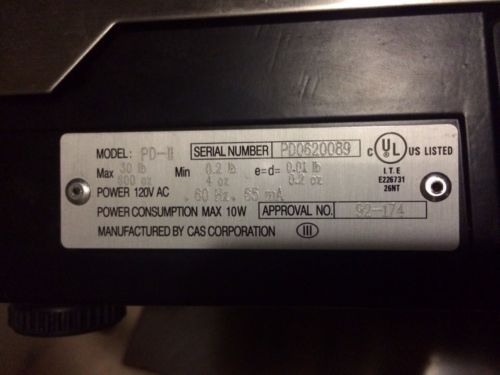 MODEL: PD-II SERIAL NUMBER PD0620089
Max 30 lb Min 0.2 lb e=d= 0.01 lb
600 oz 4 oz 0.2 oz
POWER 120V AC . 60 Hz. 65 mA
POWER CONSUMPTION MAX 10W APPROVAL NO. 92-174
MANUFACTURED BY CAS CORPORATION III
C UL US LISTED
I.T.E
E226731
26NT